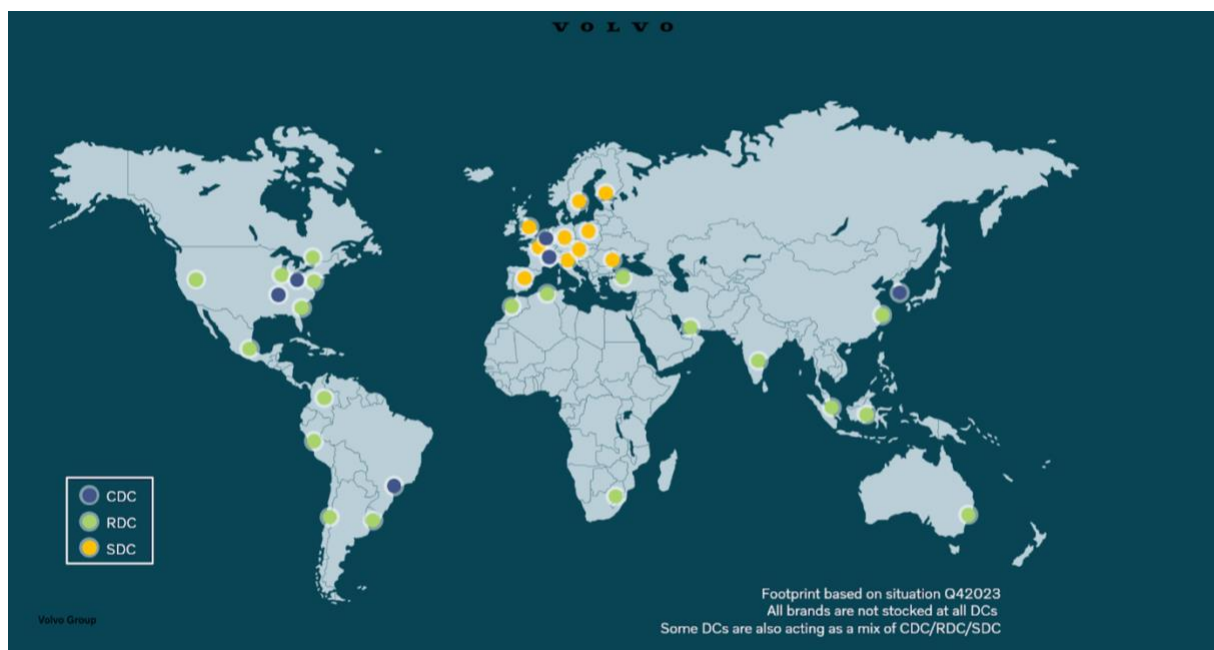 VOLVO
CDC
RDC
SDC
Footprint based on situation Q42023
All brands are not stocked at all DCs
Some DCs are also acting as a mix of CDC/RDC/SDC
Volvo Group